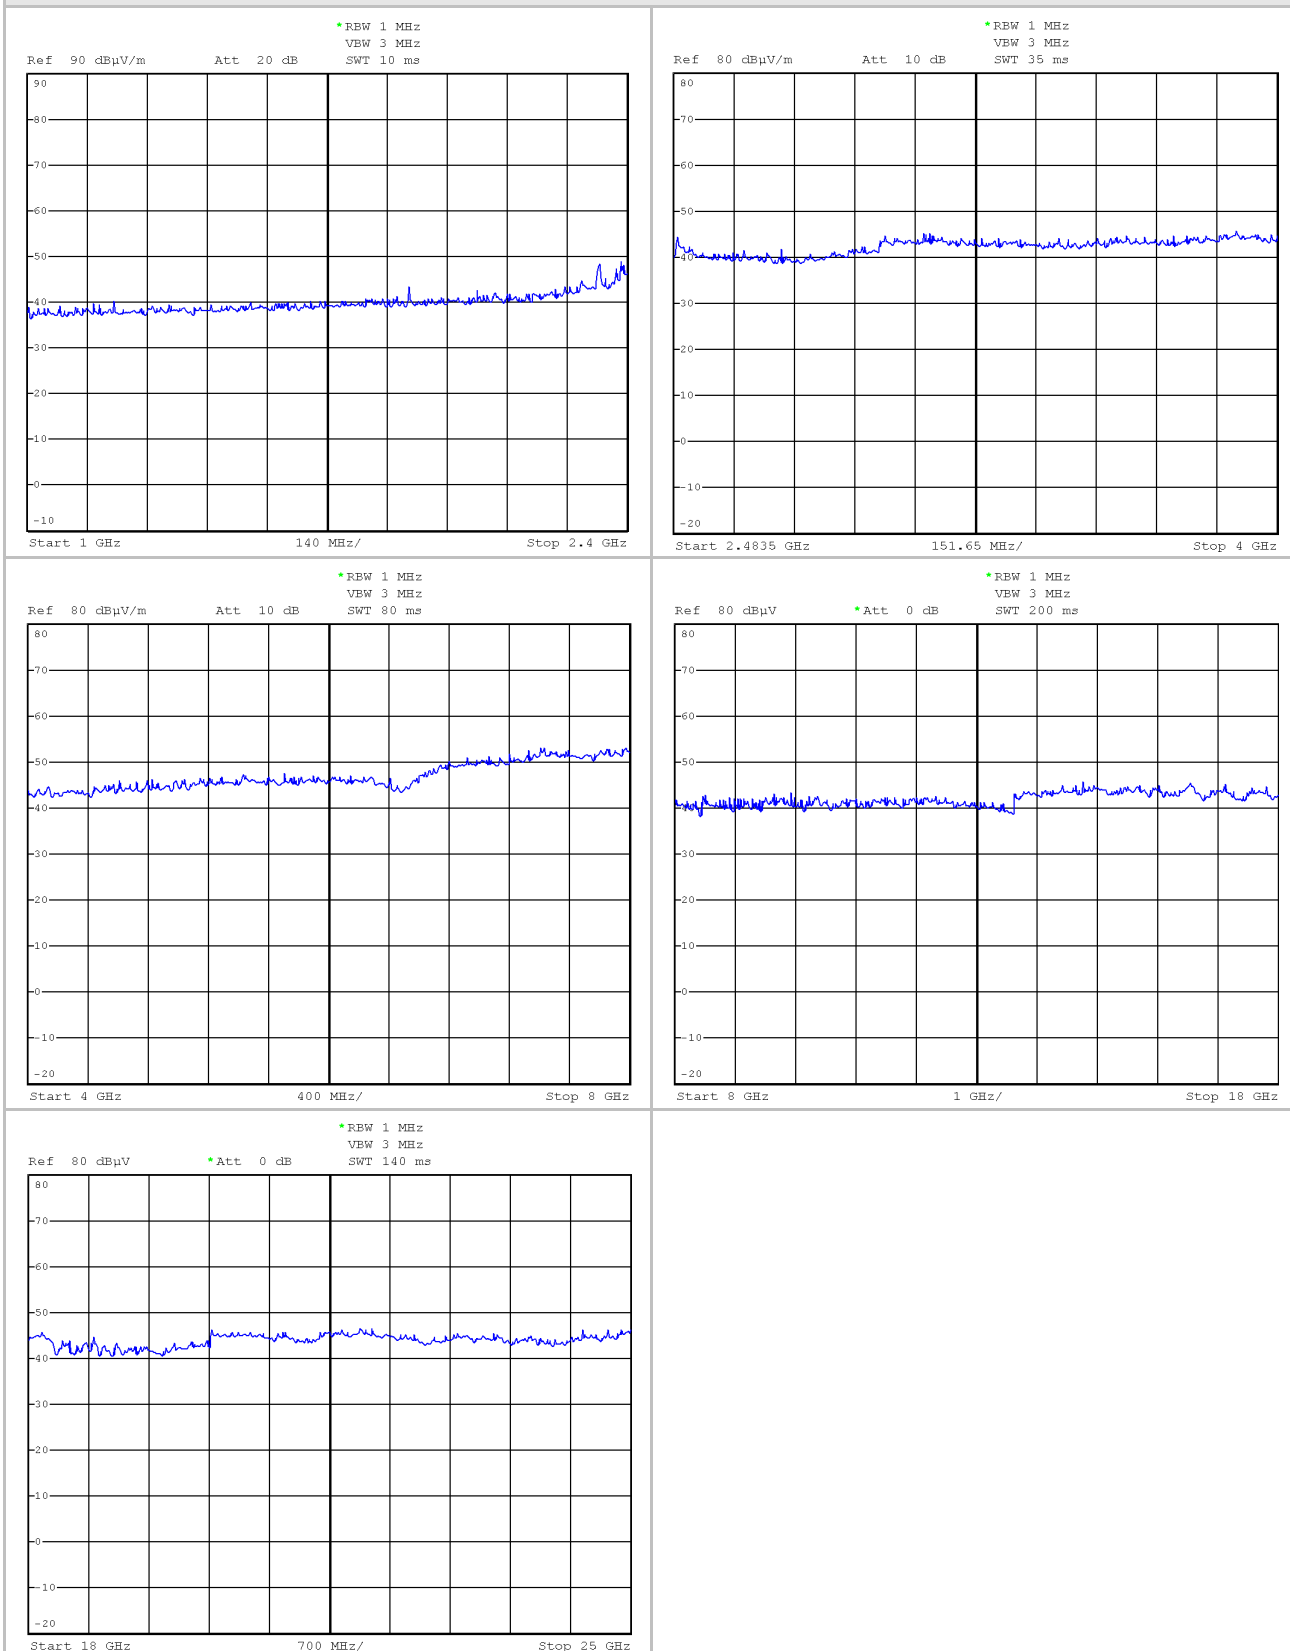 *RBW 1 MHz
VBW 3 MHz
Ref 90 dBµV/m Att 20 dB SWT 10 ms
90
80
70
60
50
40
30
20
10
0
-10
Start 1 GHz 140 MHz/ Stop 2.4 GHz
*RBW 1 MHz
VBW 3 MHz
Ref 80 dBµV/m Att 10 dB SWT 35 ms
80
70
60
50
40
30
20
10
0
-10
-20
Start 2.4835 GHz 151.65 MHz/ Stop 4 GHz
*RBW 1 MHz
VBW 3 MHz
Ref 80 dBµV/m Att 10 dB SWT 80 ms
80
70
60
50
40
30
20
10
0
-10
-20
Start 4 GHz 400 MHz/ Stop 8 GHz
*RBW 1 MHz
VBW 3 MHz
Ref 80 dBµV *Att 0 dB SWT 200 ms
80
70
60
50
30
20
10
0
-10
-20
Start 8 GHz 1 GHz/ Stop 18 GHz
*RBW 1 MHz
VBW 3 MHz
Ref 80 dBµV *Att 0 dB SWT 140 ms
80
70
60
50
40
30
20
10
0
-10
-20
Start 18 GHz 700 MHz/ Stop 25 GHz